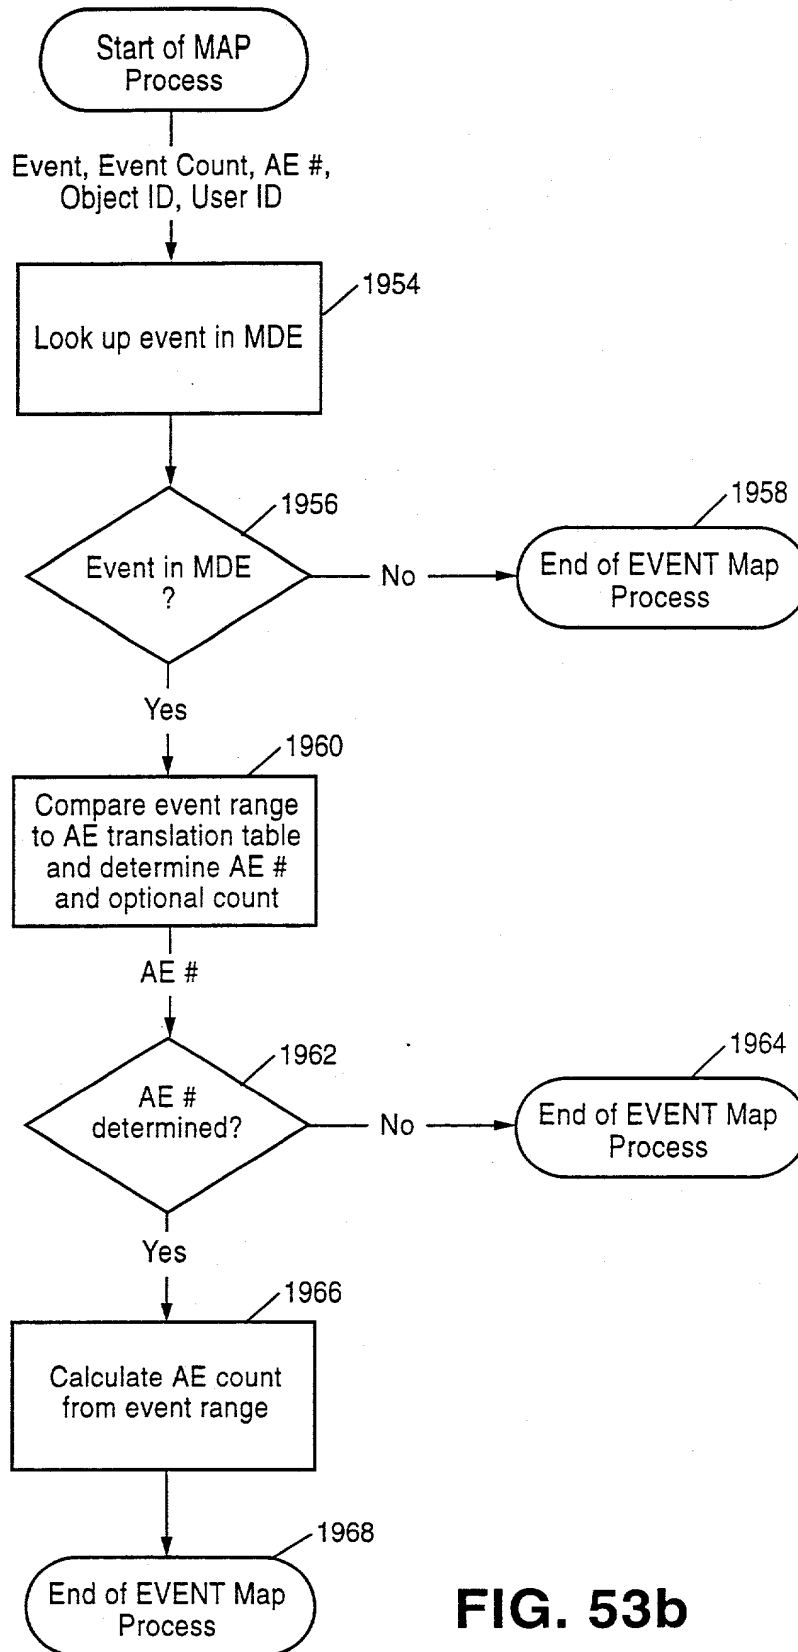 Start of MAP
Process
Event, Event Count, AE #,
Object ID, User ID
1954
Look up event in MDE
1956
Event in MDE
?
No
1958
End of EVENT Map
Process
Yes
1960
Compare event range
to AE translation table
and determine AE #
and optional count
AE #
1962
AE #
determined?
No
1964
End of EVENT Map
Process
Yes
1966
Calculate AE count
from event range
1968
End of EVENT Map
Process
FIG. 53b